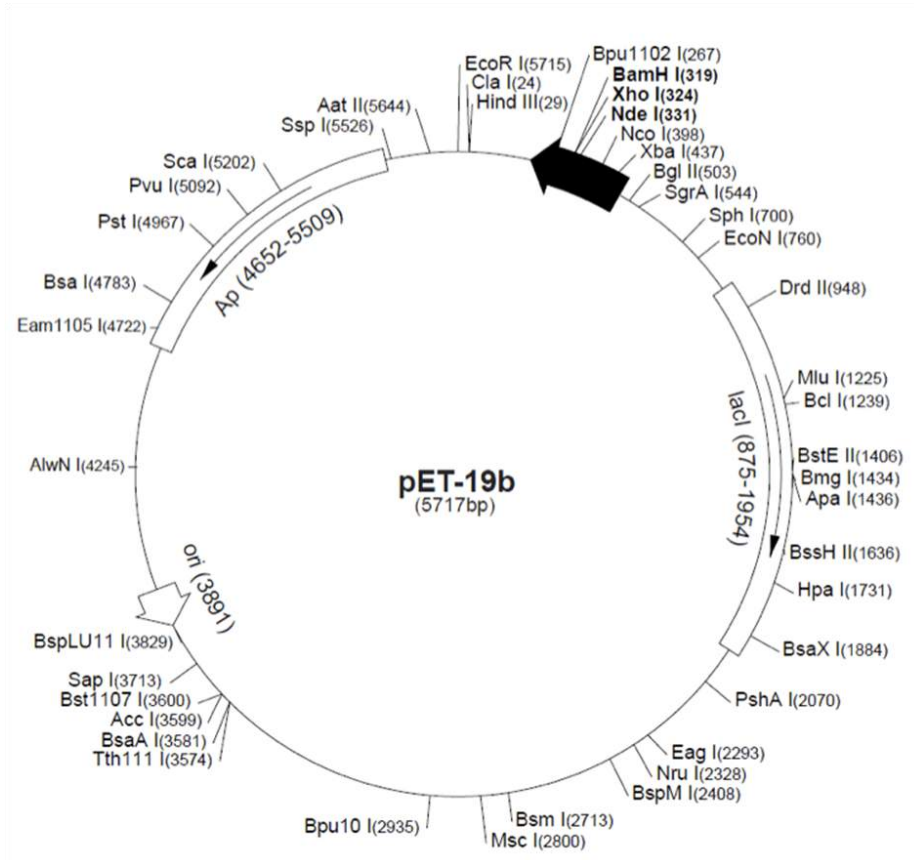 EcoR I(5715)
Cla I(24)
Hind III(29)
Bpu1102 I(267)
BamH I(319)
Xho I(324)
Nde I(331)
Nco I(398)
Xba I(437)
Bgl II(503)
SgrA I(544)
Sph I(700)
EcoN I(760)
Drd II(948)
Mlu I(1225)
Bcl I(1239)
BstE II(1406)
Bmg I(1434)
Apa I(1436)
BssH II(1636)
Hpa I(1731)
BsaX I(1884)
PshA I(2070)
Eag I(2293)
Nru I(2328)
BspM I(2408)
Bsm I(2713)
Msc I(2800)
Bpu10 I(2935)
Tth111 I(3574)
BsaA I(3581)
Acc I(3599)
Bst1107 I(3600)
Sap I(3713)
BspLU11 I(3829)
AlwN I(4245)
Eam1105 I(4722)
Bsa I(4783)
Pst I(4967)
Pvu I(5092)
Sca I(5202)
Ssp I(5526)
Aat II(5644)
Ap (4652-5509)
lacI (875-1954)
ori (3891)
pET-19b
(5717bp)